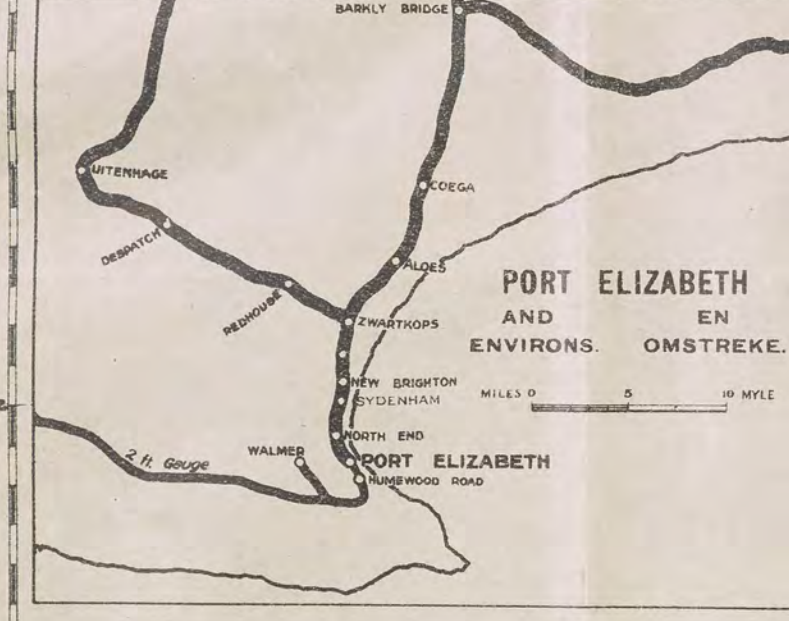 BARKLY BRIDGE
UITENHAGE
COEGA
DESPATCH
ALOES
REDHOUSE
ZWARTKOPS
PORT ELIZABETH
AND EN
ENVIRONS. OMSTREKE.
MILES 0 5 10 MYLE
NEW BRIGHTON
SYDENHAM
NORTH END
2 ft. Gauge
WALMER
PORT ELIZABETH
HUMEWOOD ROAD